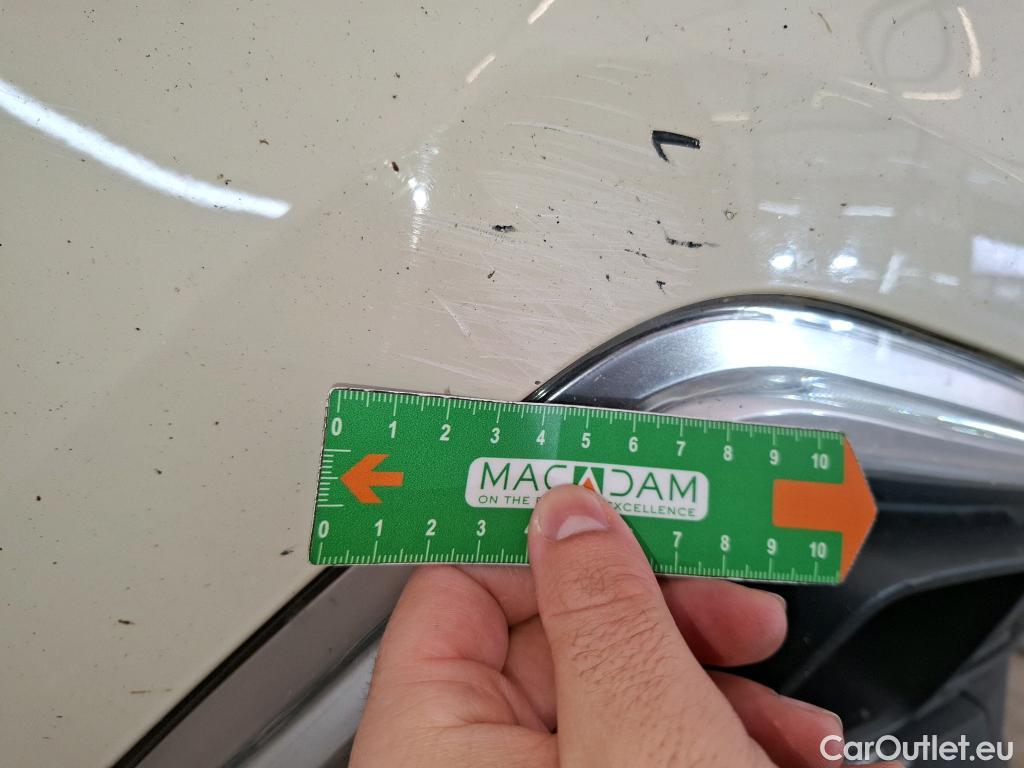 0 1 2 3 4 5 6 7 8 9 10
MACADAM
ON THE EXCELLENCE
0 1 2 3 7 8 9 10
CarOutlet.eu